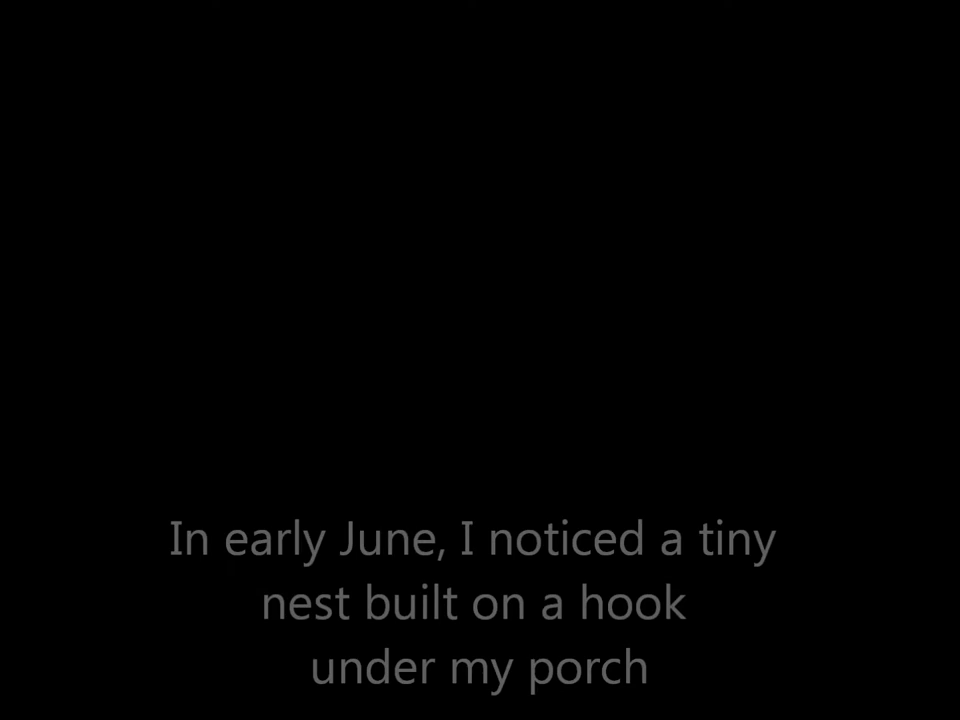 In early June, I noticed a tiny
nest built on a hook
under my porch